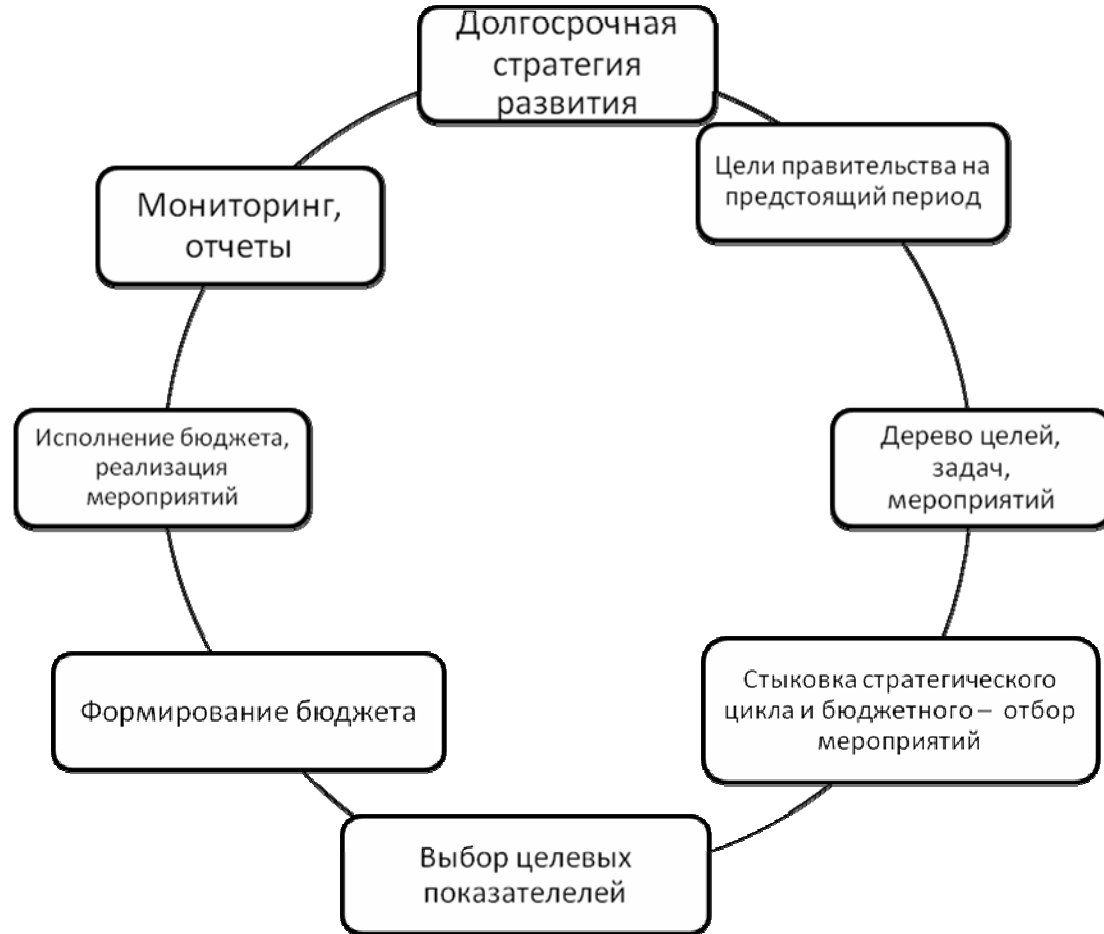 Долгосрочная
стратегия
развития
Цели правительства на
предстоящий период
Дерево целей,
задач,
мероприятий
Стыковка стратегического
цикла и бюджетного – отбор
мероприятий
Выбор целевых
показателелей
Формирование бюджета
Исполнение бюджета,
реализация
мероприятий
Мониторинг,
отчеты